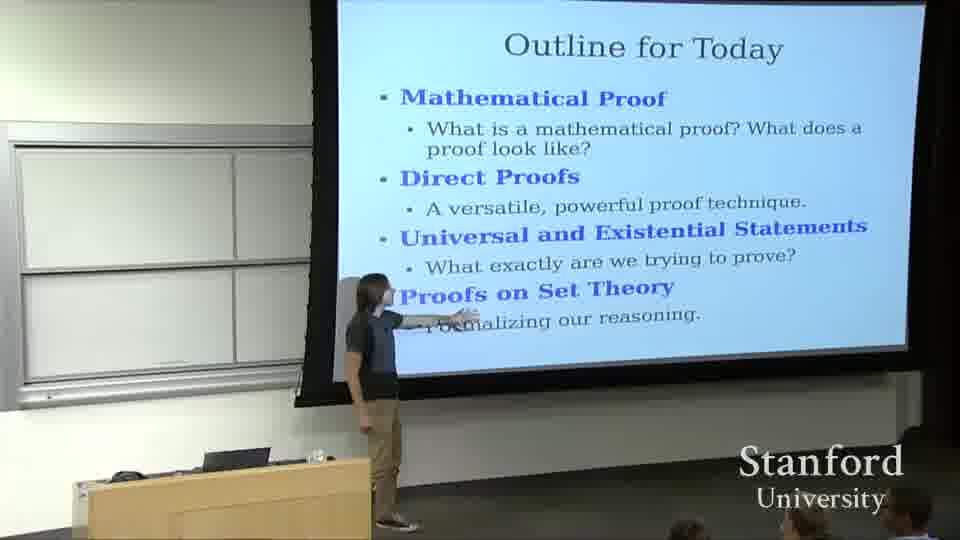 Outline for Today
Mathematical Proof
What is a mathematical proof? What does a
proof look like?
Direct Proofs
A versatile, powerful proof technique.
Universal and Existential Statements
What exactly are we trying to prove?
Proofs on Set Theory
Formalizing our reasoning.
Stanford
University